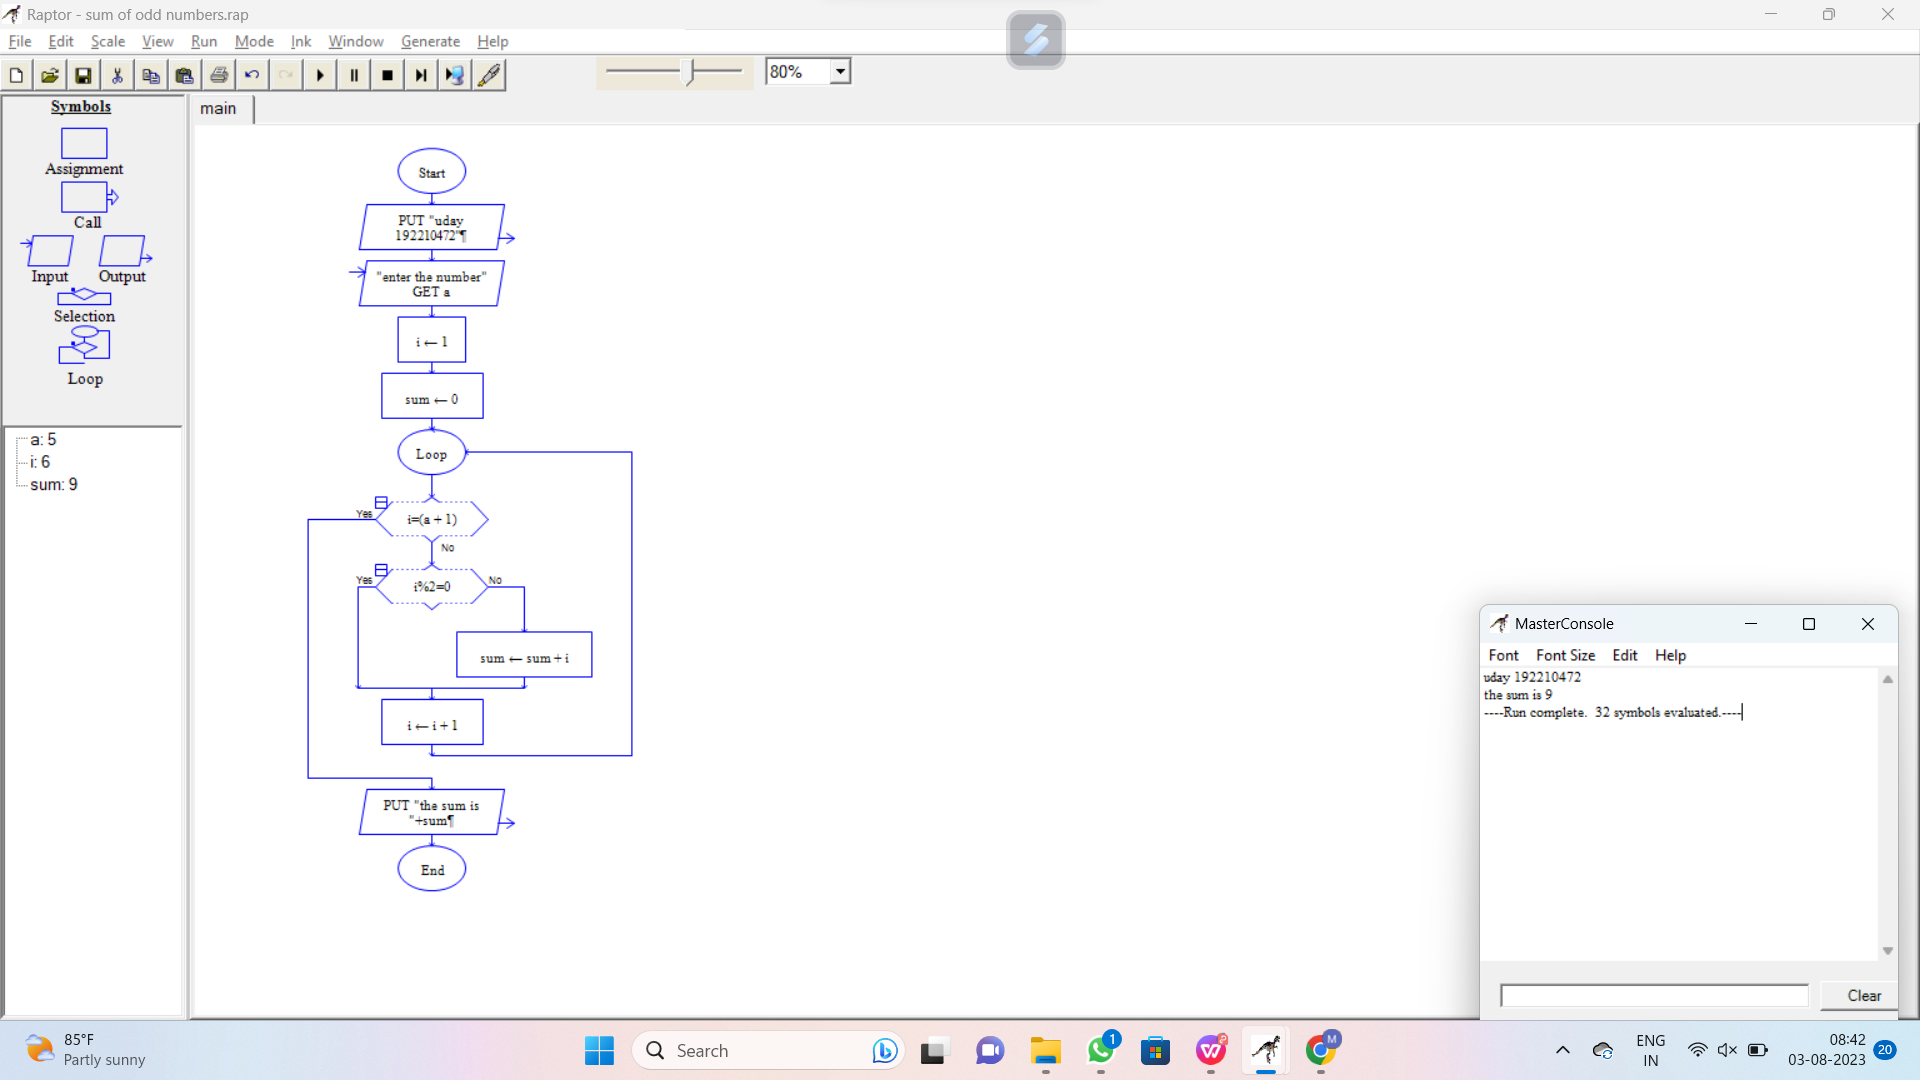 Raptor - sum of odd numbers.rap
File Edit Scale View Run Mode Ink Window Generate Help
80%
Symbols
Assignment
Call
Input Output
Selection
Loop
a: 5
i: 6
sum: 9
main
Start
PUT "uday
192210472"¶
"enter the number"
GET a
i ← 1
sum ← 0
Loop
Yes
i=(a + 1)
No
Yes
i%2=0
No
sum ← sum + i
i ← i + 1
PUT "the sum is
"+sum¶
End
MasterConsole
Font Font Size Edit Help
uday 192210472
the sum is 9
----Run complete.  32 symbols evaluated.----
Clear
85°F
Partly sunny
Search
1
M
ENG
IN
08:42
03-08-2023
20